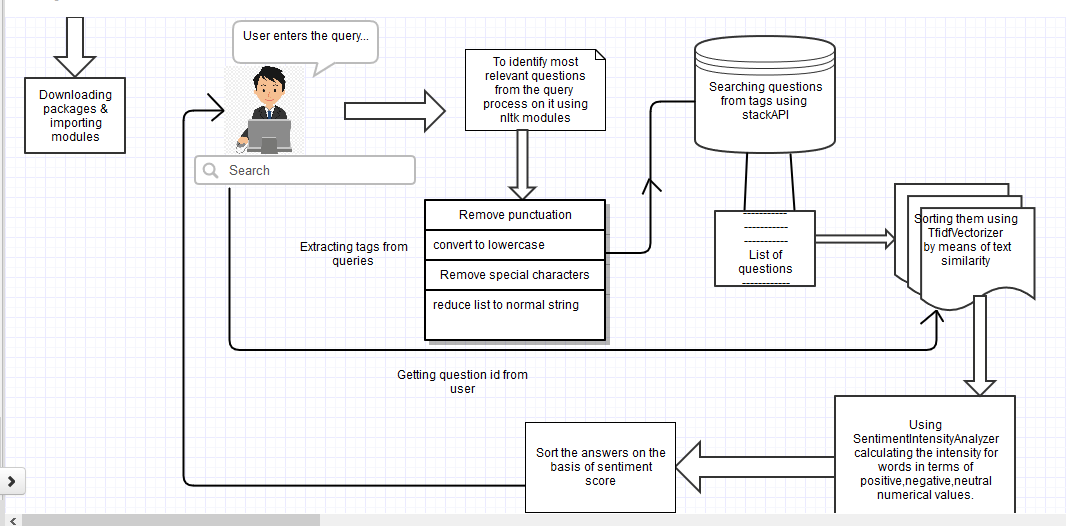 User enters the query...
Downloading
packages &
importing
modules
To identify most
relevant questions
from the query
process on it using
nltk modules
Searching questions
from tags using
stackAPI
Search
Remove punctuation
convert to lowercase
Remove special characters
reduce list to normal string
Extracting tags from
queries
-----------
-----------
-----------
List of
questions
------------
Sorting them using
TfidfVectorizer
by means of text
similarity
Getting question id from
user
Using
SentimentIntensityAnalyzer
calculating the intensity for
words in terms of
positive,negative,neutral
numerical values.
Sort the answers on the
basis of sentiment
score